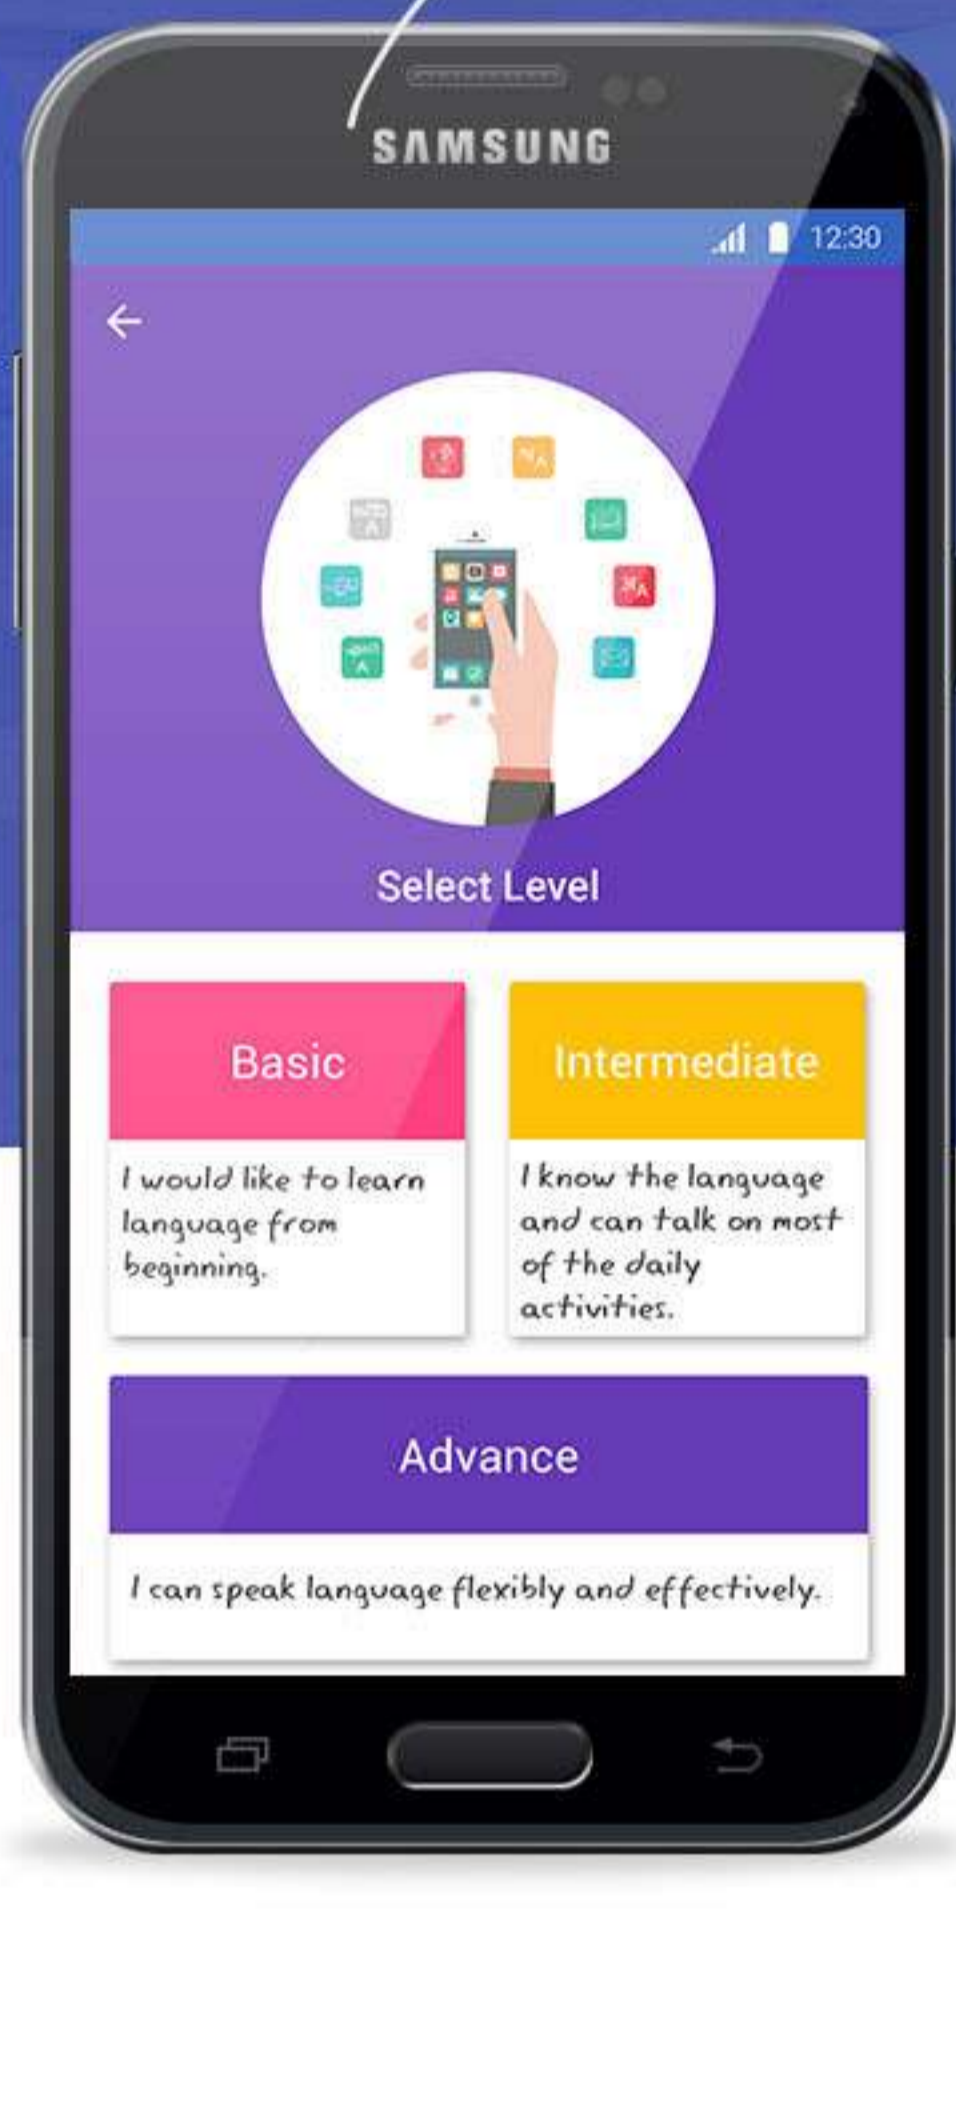 SAMSUNG
12:30
Select Level
Basic
I would like to learn
language from
beginning.
Intermediate
I know the language
and can talk on most
of the daily
activities.
Advance
I can speak language flexibly and effectively.